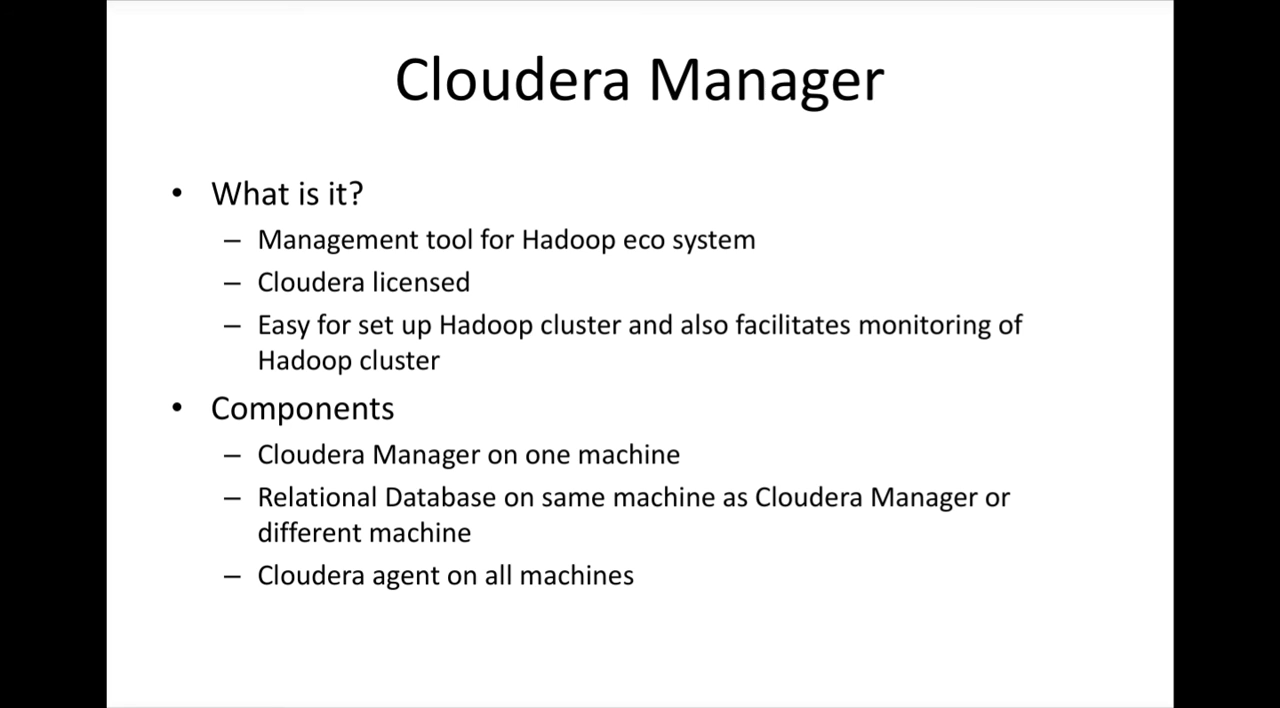 Cloudera Manager
• What is it?
– Management tool for Hadoop eco system
– Cloudera licensed
– Easy for set up Hadoop cluster and also facilitates monitoring of
Hadoop cluster
• Components
– Cloudera Manager on one machine
– Relational Database on same machine as Cloudera Manager or
different machine
– Cloudera agent on all machines